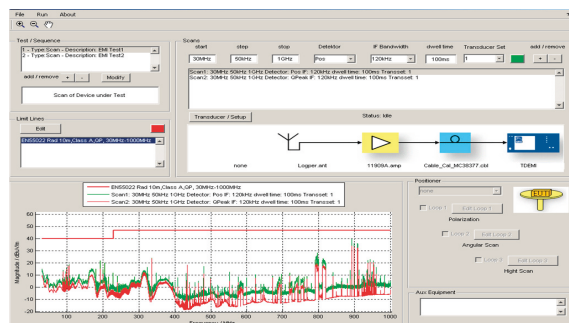 File Run About
Test / Sequence
1 - Type:Scan - Description: EMI Test1
2 - Type:Scan - Description: EMI Test2
add / remove + - Modify
Scan of Device under Test
Limit Lines
Edit
EN55022 Rad 10m,Class A,QP, 30MHz-1000MHz
Scans
start step stop Detektor IF Bandwidth dwell time Transducer Set add / remove
30MHz 50kHz 1GHz Pos 120kHz 100ms 1 + -
Scan1: 30MHz 50kHz 1GHz Detector: Pos IF: 120kHz dwell time: 100ms Transset: 1
Scan2: 30MHz 50kHz 1GHz Detector: QPeak IF: 120kHz dwell time: 100ms Transset: 1
Transducer / Setup Status: Idle
none Logper.ant 11909A.amp Cable_Cal_MC38377.cbl TDEMI
EN55022 Rad 10m,Class A,QP, 30MHz-1000MHz
Scan1: 30MHz 50kHz 1GHz Detector: Pos IF: 120kHz dwell time: 100ms Transset: 1
Scan2: 30MHz 50kHz 1GHz Detector: QPeak IF: 120kHz dwell time: 100ms Transset: 1
Magnitude / dBuV/m
60
50
40
30
20
10
0
-10
-20
100 200 300 400 500 600 700 800 900 1000
Frequency / MHz
Positioner
none
EUT
Loop 1 Exit Loop 1
Polarization
Loop 2 Exit Loop 2
Angular Scan
Loop 3 Exit Loop 3
Hight Scan
Aux Equipment